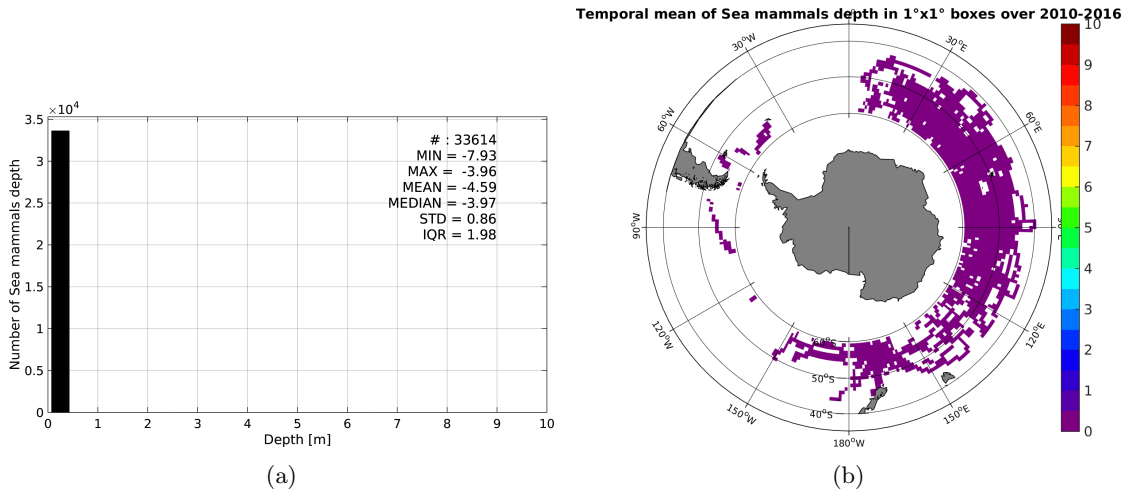 Temporal mean of Sea mammals depth in 1°x1° boxes over 2010-2016
×10⁴
3.5
3
2.5
2
1.5
1
0.5
0
Number of Sea mammals depth
# : 33614
MIN = -7.93
MAX = -3.96
MEAN = -4.59
MEDIAN = -3.97
STD = 0.86
IQR = 1.98
0 1 2 3 4 5 6 7 8 9 10
Depth [m]
(a)
30°W
30°E
60°W
60°E
90°W
120°W
120°E
150°W
150°E
180°W
60°S
50°S
40°S
10
9
8
7
6
5
4
3
2
1
0
(b)